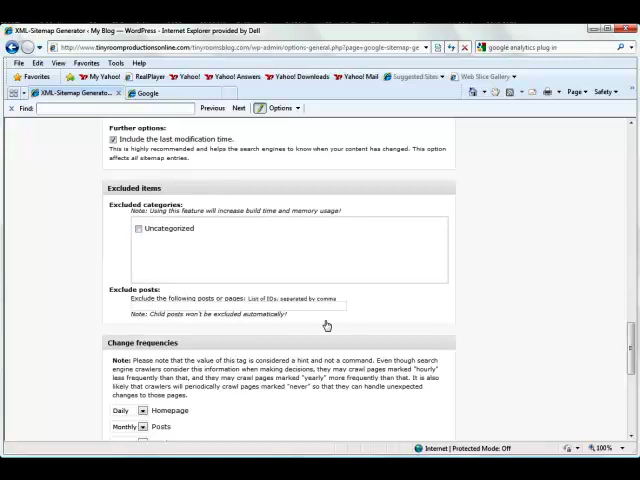 XML-Sitemap Generator ‹ My Blog — WordPress - Internet Explorer provided by Dell
http://www.tinyroomproductionsonline.com/tinyroomsblog.com/wp-admin/options-general.php?page=google-sitemap-ge
google analytics plug in
File Edit View Favorites Tools Help
Favorites My Yahoo! RealPlayer Yahoo! Yahoo! Answers Yahoo! Downloads Yahoo! Mail Suggested Sites Web Slice Gallery
XML-Sitemap Generato... Google Page Safety
Find: Previous Next Options
Further options:
Include the last modification time.
This is highly recommended and helps the search engines to know when your content has changed. This option
affects all sitemap entries.
Excluded items
Excluded categories:
Note: Using this feature will increase build time and memory usage!
Uncategorized
Exclude posts:
Exclude the following posts or pages: List of IDs, separated by comma
Note: Child posts won't be excluded automatically!
Change frequencies
Note: Please note that the value of this tag is considered a hint and not a command. Even though search
engine crawlers consider this information when making decisions, they may crawl pages marked "hourly"
less frequently than that, and they may crawl pages marked "yearly" more frequently than that. It is also
likely that crawlers will periodically crawl pages marked "never" so that they can handle unexpected
changes to those pages.
Daily Homepage
Monthly Posts
Internet | Protected Mode: Off 100%